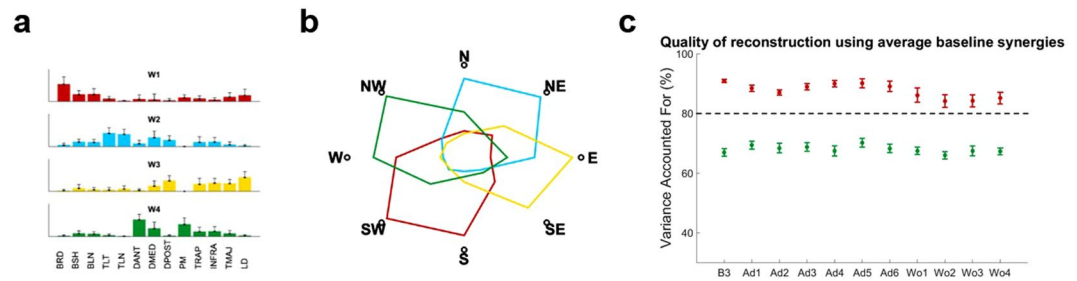 a
W1
W2
W3
W4
BRD BSH BLN TLT TLN DANT DMED DPOST PM TRAP INFRA TMAJ LD
b
N
NW
NE
W
E
SW
SE
S
c
Quality of reconstruction using average baseline synergies
Variance Accounted For (%)
100
80
60
40
B3 Ad1 Ad2 Ad3 Ad4 Ad5 Ad6 Wo1 Wo2 Wo3 Wo4